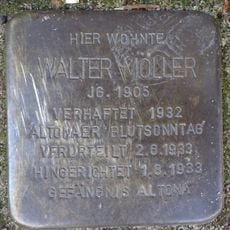 HIER WOHNTE
WALTER MÖLLER
JG. 1905
VERHAFTET 1932
ALTONAER BLUTSONNTAG
VERURTEILT 2.6.1933
HINGERICHTET 1.8.1933
GEFÄNGNIS ALTONA